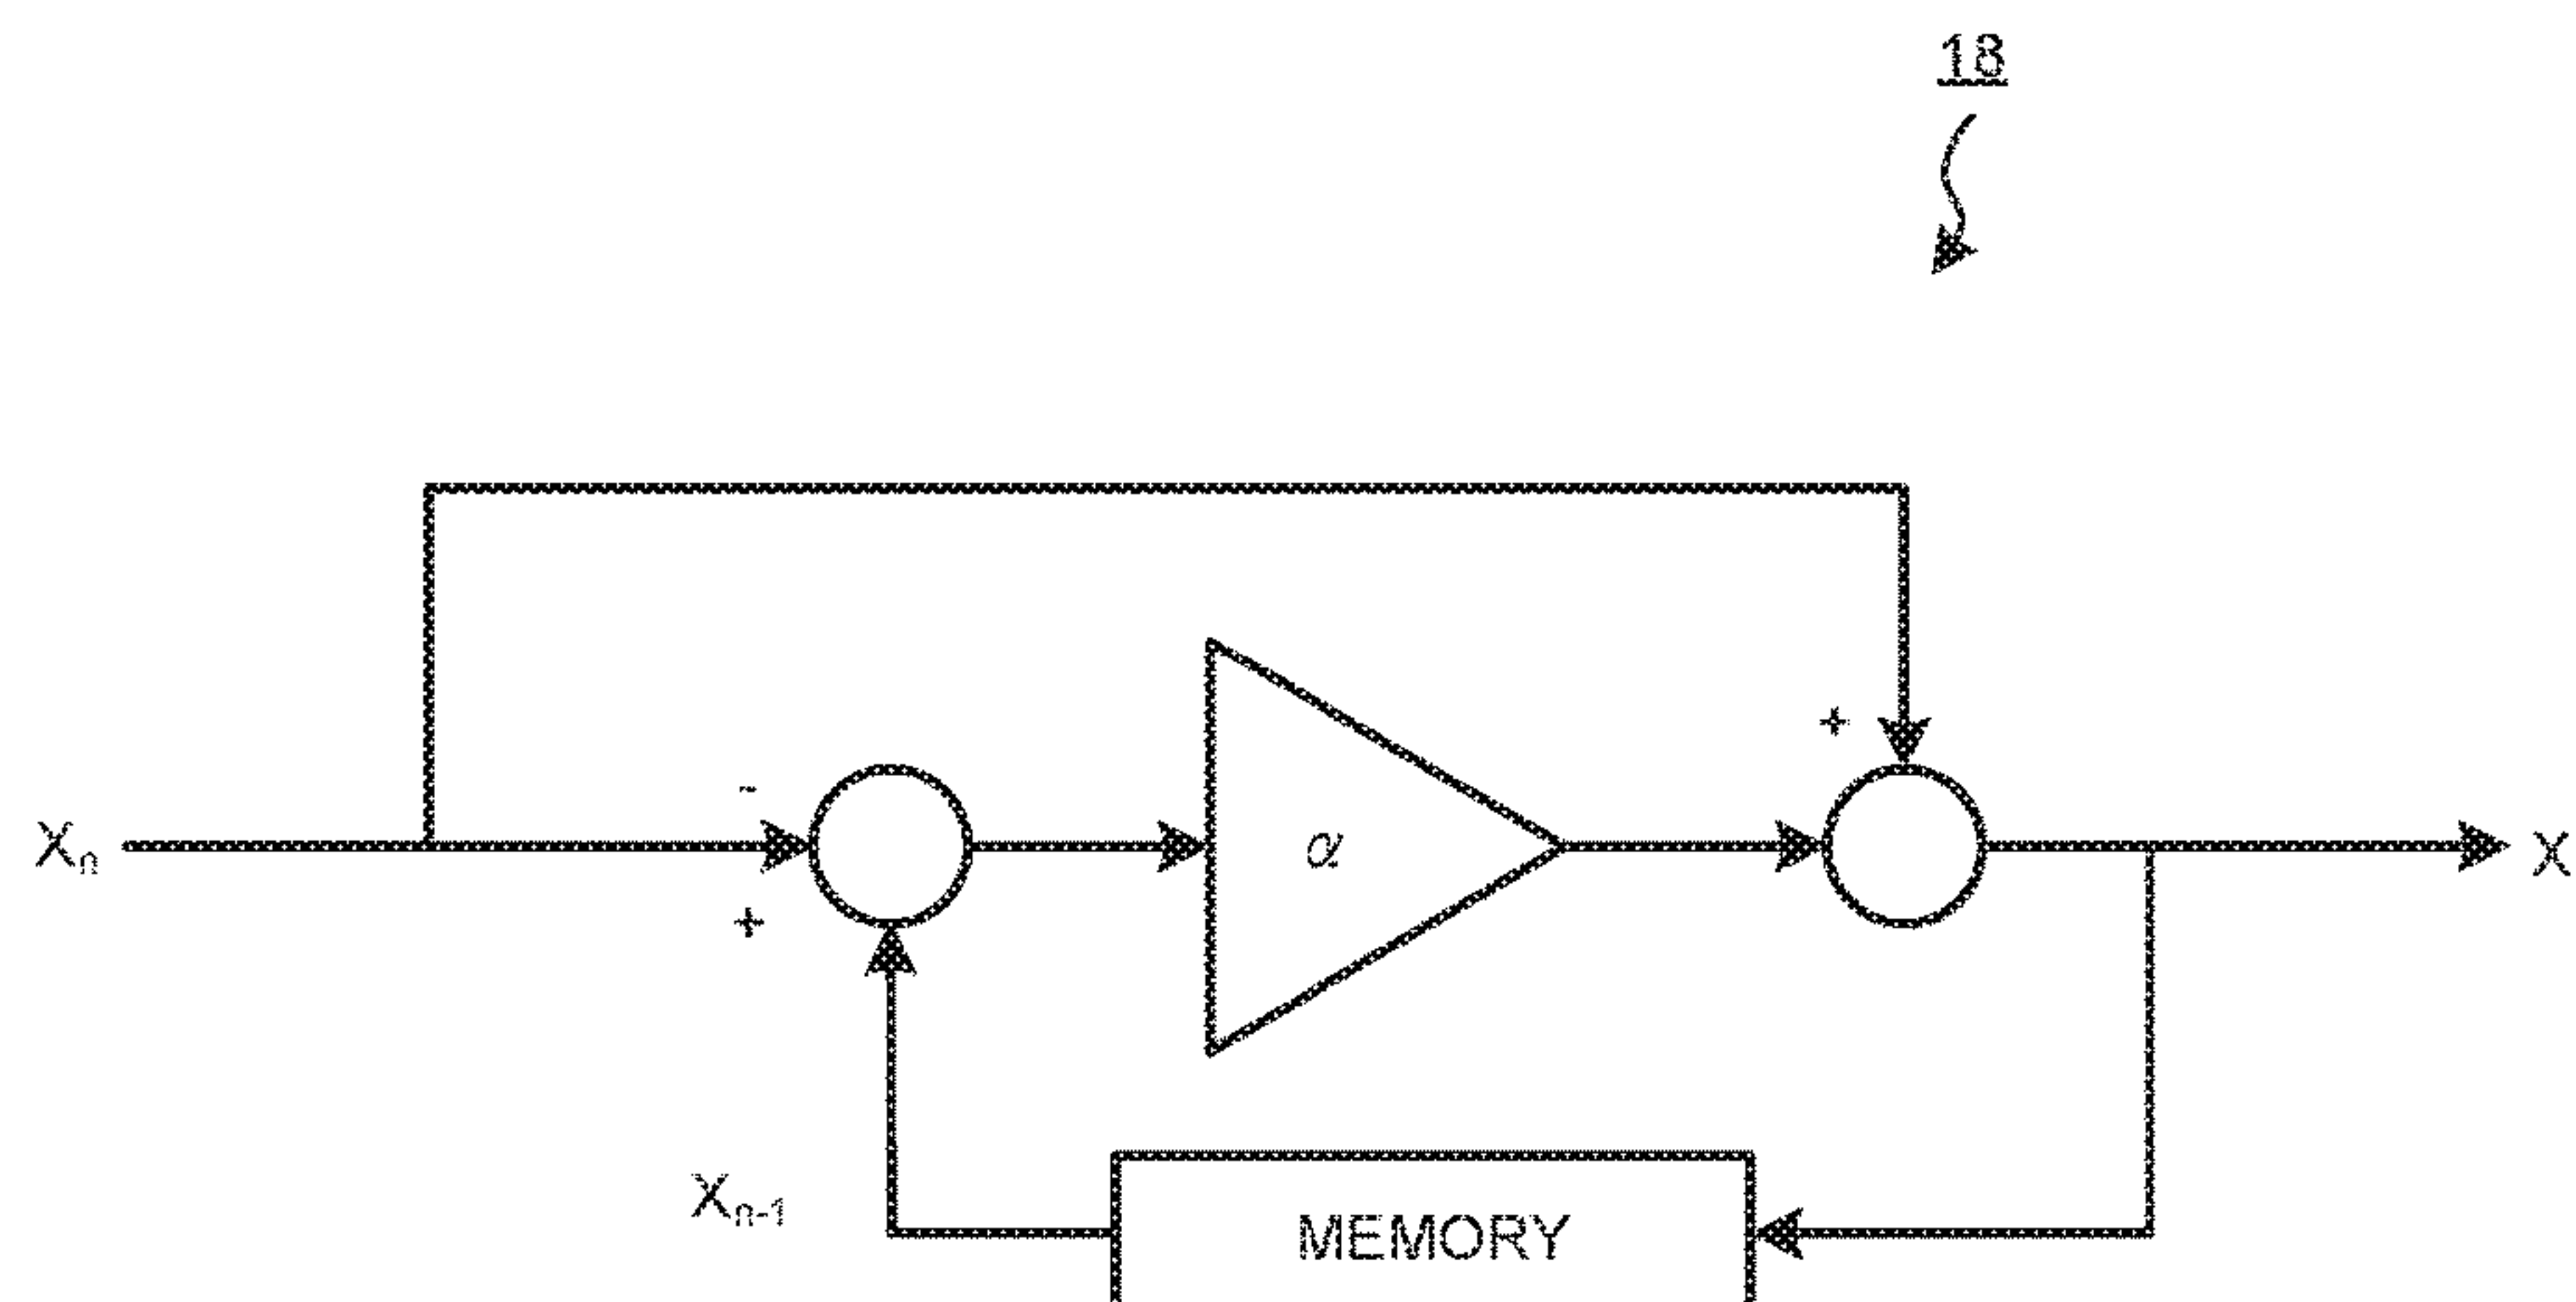 18
+
-
Xn
α
X
+
Xn-1
MEMORY